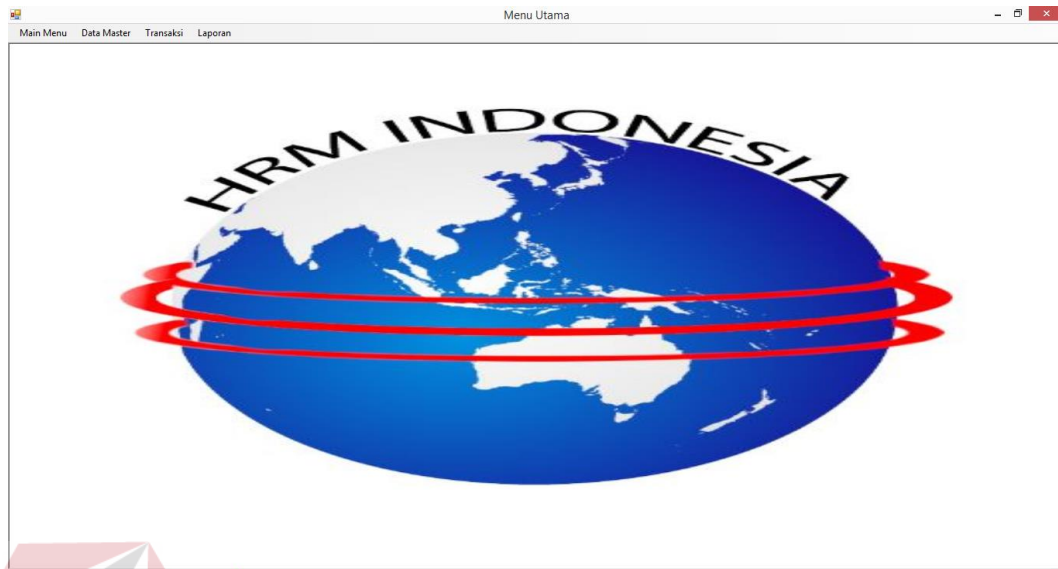 Menu Utama
Main Menu Data Master Transaksi Laporan
HRM INDONESIA